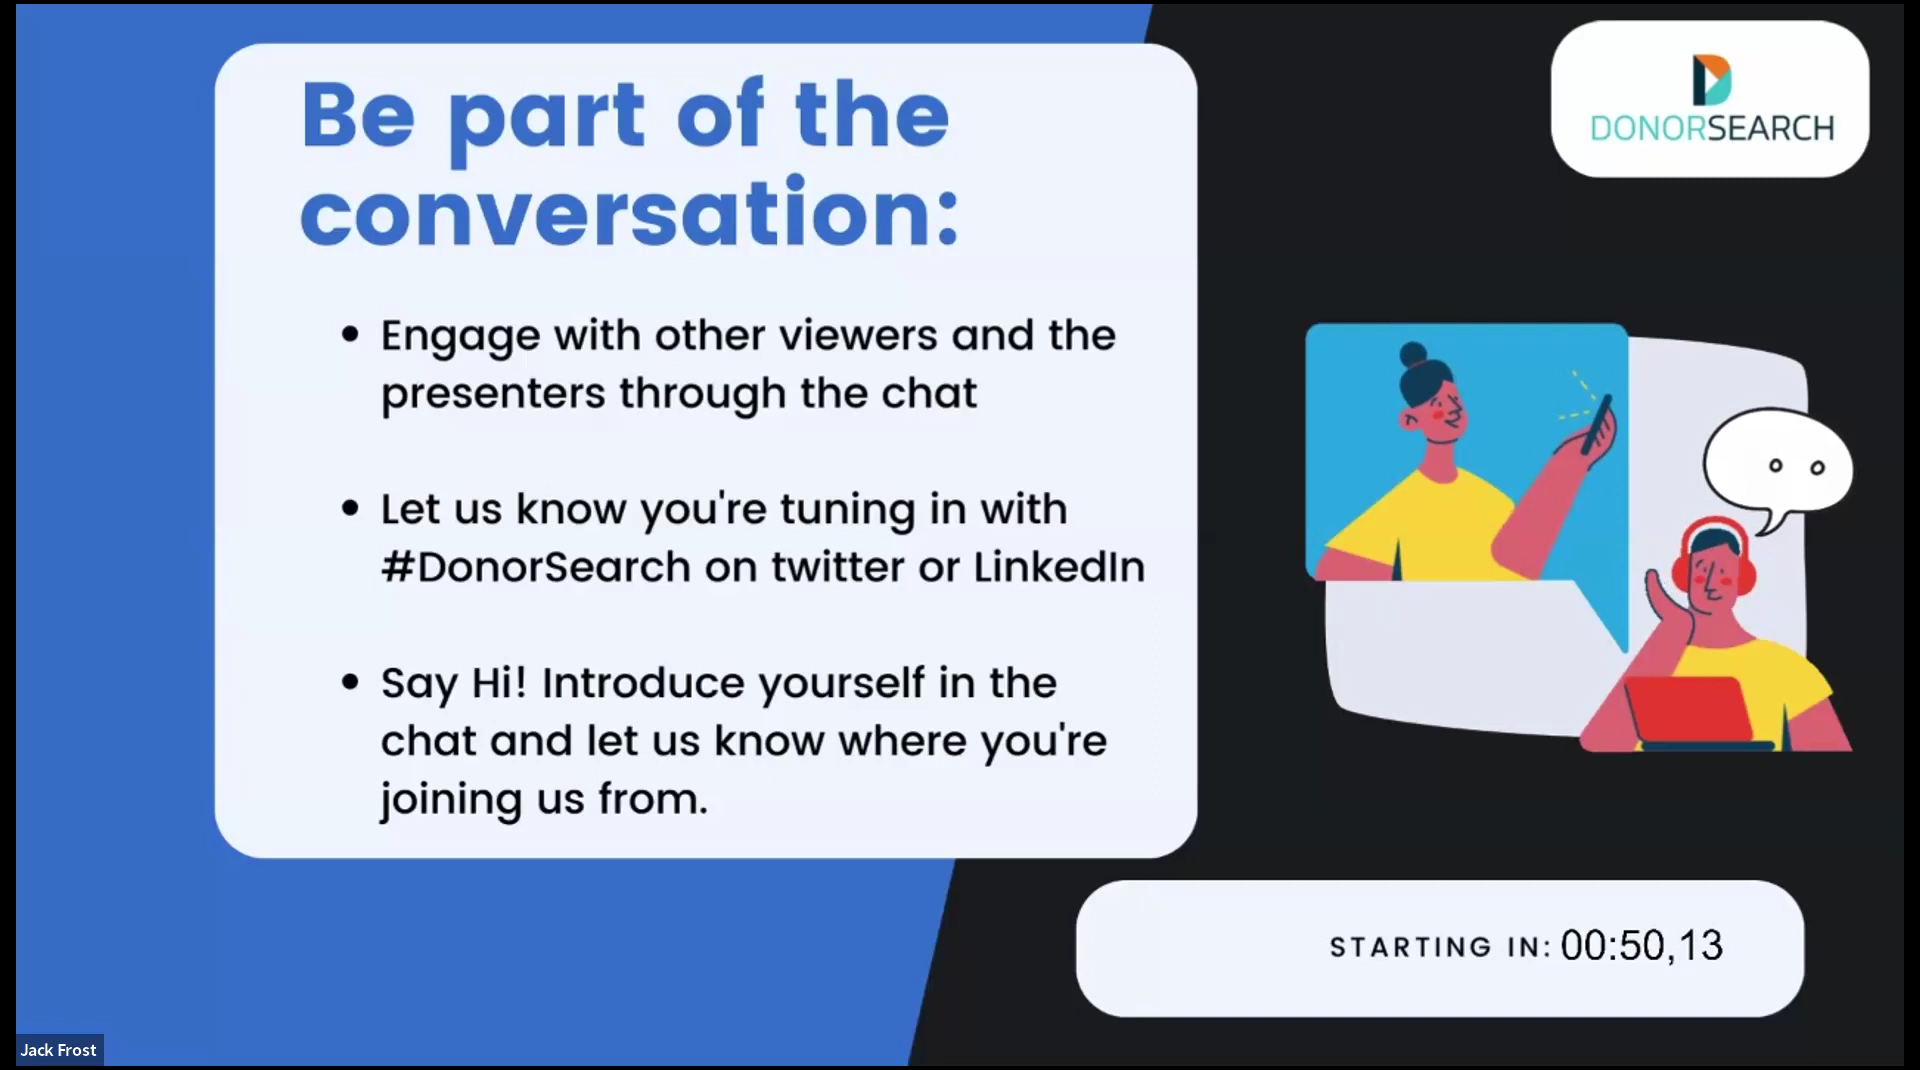 Be part of the
conversation:
• Engage with other viewers and the
presenters through the chat
• Let us know you're tuning in with
#DonorSearch on twitter or LinkedIn
• Say Hi! Introduce yourself in the
chat and let us know where you're
joining us from.
DONORSEARCH
STARTING IN: 00:50,13
Jack Frost